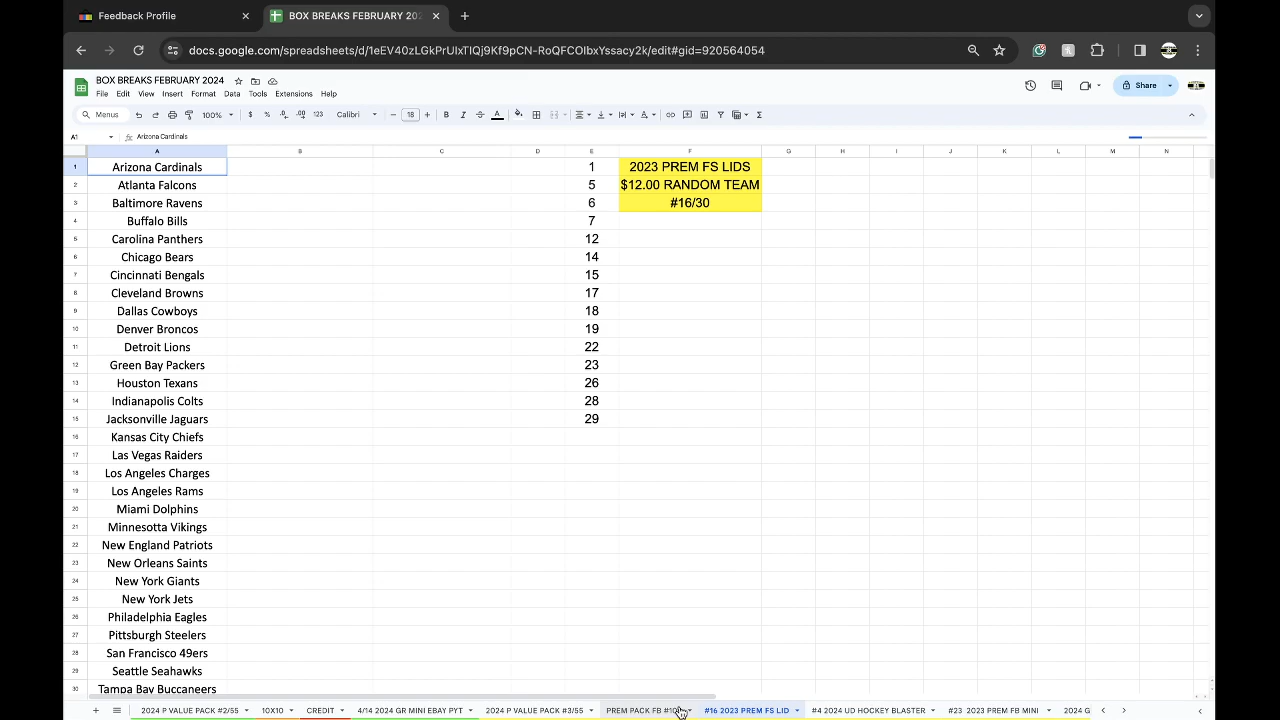 Feedback Profile
BOX BREAKS FEBRUARY 202
docs.google.com/spreadsheets/d/1eEV40zLGkPrUIxTIQj9Kf9pCN-RoQFCOIbxYssacy2k/edit#gid=920564054
BOX BREAKS FEBRUARY 2024
File Edit View Insert Format Data Tools Extensions Help
Share
Menus 100% $ % .0 .00 123 Calibri 18 B I S A
A1 fx Arizona Cardinals
A B C D E F G H I J K L M N
1 Arizona Cardinals 1 2023 PREM FS LIDS
2 Atlanta Falcons 5 $12.00 RANDOM TEAM
3 Baltimore Ravens 6 #16/30
4 Buffalo Bills 7
5 Carolina Panthers 12
6 Chicago Bears 14
7 Cincinnati Bengals 15
8 Cleveland Browns 17
9 Dallas Cowboys 18
10 Denver Broncos 19
11 Detroit Lions 22
12 Green Bay Packers 23
13 Houston Texans 26
14 Indianapolis Colts 28
15 Jacksonville Jaguars 29
16 Kansas City Chiefs
17 Las Vegas Raiders
18 Los Angeles Charges
19 Los Angeles Rams
20 Miami Dolphins
21 Minnesotta Vikings
22 New England Patriots
23 New Orleans Saints
24 New York Giants
25 New York Jets
26 Philadelphia Eagles
27 Pittsburgh Steelers
28 San Francisco 49ers
29 Seattle Seahawks
30 Tampa Bay Buccaneers
2024 P VALUE PACK #2/55 10X10 CREDIT 4/14 2024 GR MINI EBAY PYT 2024 P VALUE PACK #3/55 PREM PACK FB #10 #16 2023 PREM FS LID #4 2024 UD HOCKEY BLASTER #23 2023 PREM FB MINI 2024 G